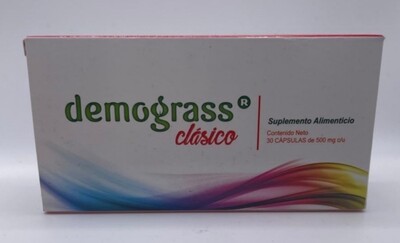 demograss®
clásico
Suplemento Alimenticio
Contenido Neto
30 CÁPSULAS de 500 mg c/u